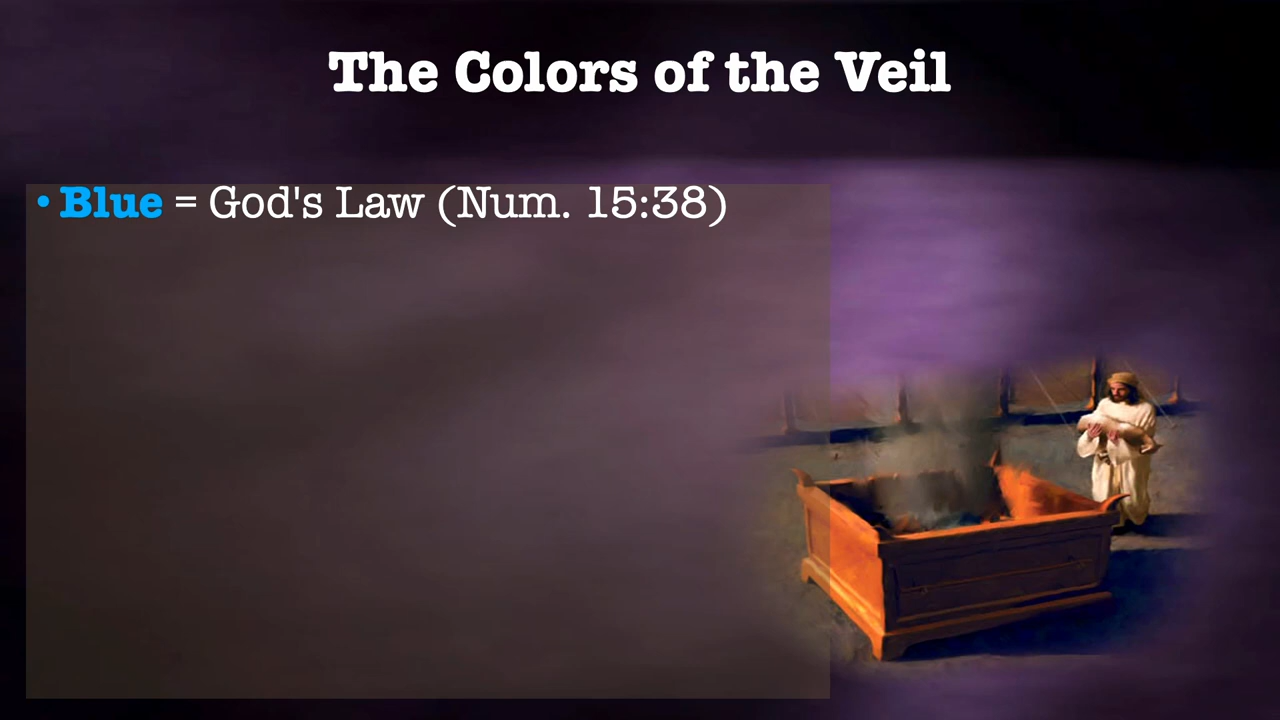 The Colors of the Veil
• Blue = God's Law (Num. 15:38)